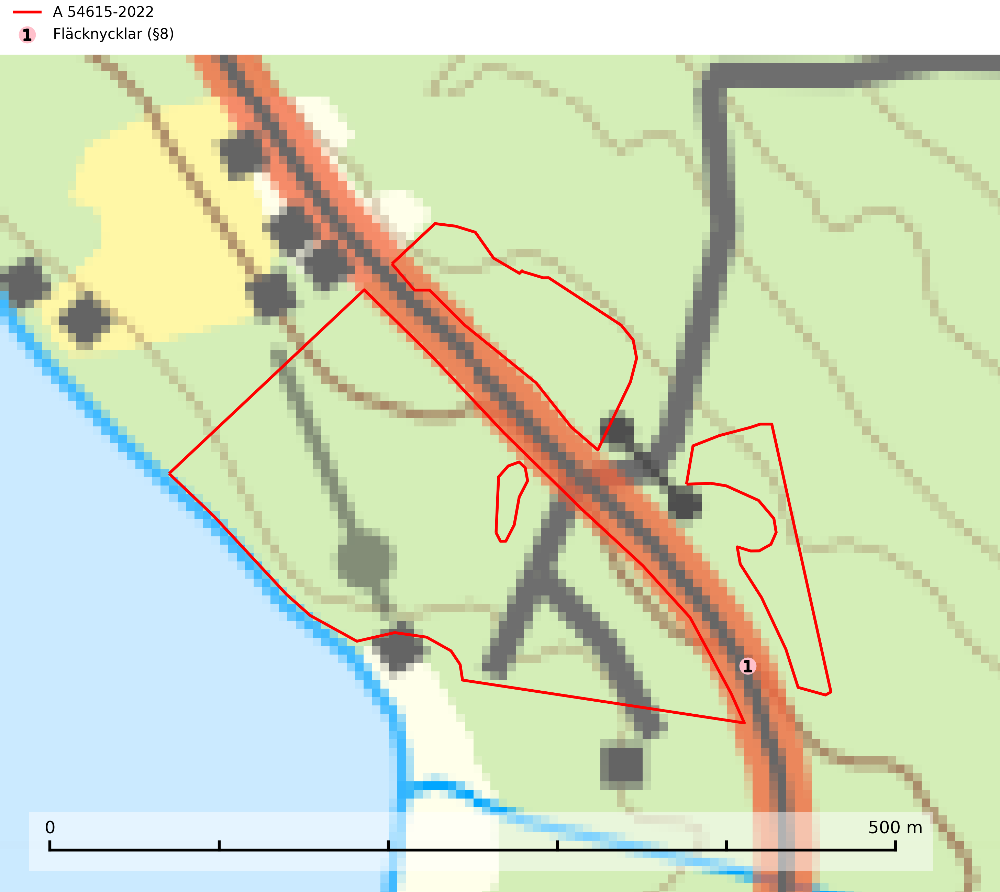 A 54615-2022
1 Fläcknycklar (§8)
1
0 500 m